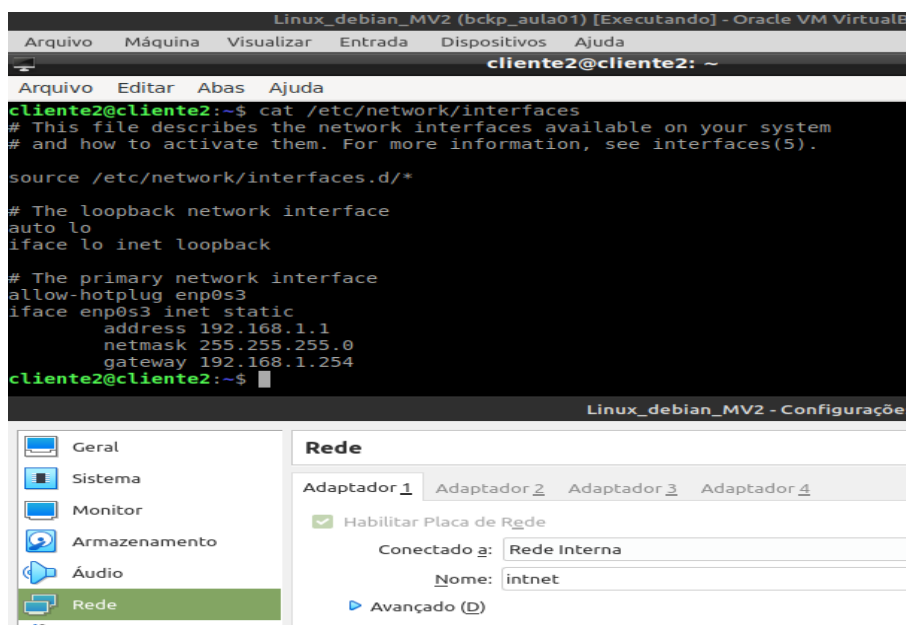 Linux_debian_MV2 (bckp_aula01) [Executando] - Oracle VM VirtualB
Arquivo Máquina Visualizar Entrada Dispositivos Ajuda
cliente2@cliente2: ~
Arquivo Editar Abas Ajuda
cliente2@cliente2:~$ cat /etc/network/interfaces
# This file describes the network interfaces available on your system
# and how to activate them. For more information, see interfaces(5).
source /etc/network/interfaces.d/*
# The loopback network interface
auto lo
iface lo inet loopback
# The primary network interface
allow-hotplug enp0s3
iface enp0s3 inet static
address 192.168.1.1
netmask 255.255.255.0
gateway 192.168.1.254
cliente2@cliente2:~$
Linux_debian_MV2 - Configuraçõe
Geral
Sistema
Monitor
Armazenamento
Áudio
Rede
Rede
Adaptador 1 Adaptador 2 Adaptador 3 Adaptador 4
Habilitar Placa de Rede
Conectado a: Rede Interna
Nome: intnet
Avançado (D)